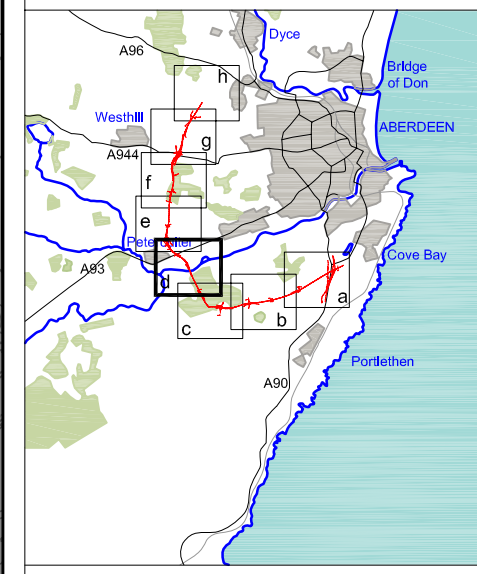 Dyce
A96
Bridge
of Don
h
Westhill
ABERDEEN
g
A944
f
e
Peterculter
Cove Bay
A93
d
a
b
c
Portlethen
A90